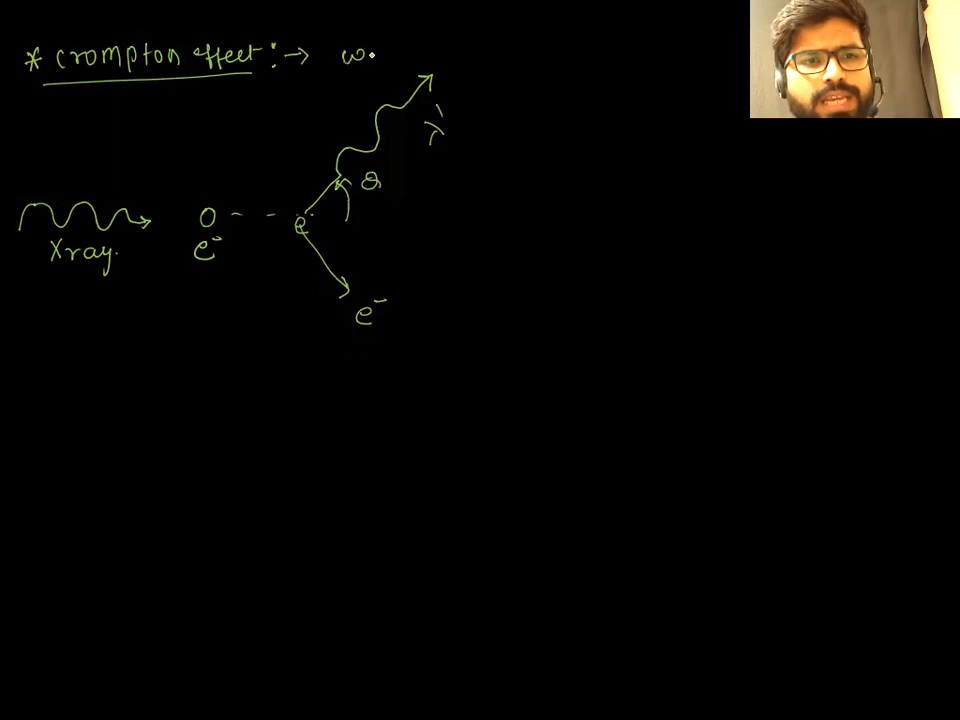 * Crompton effect :→ w.
λ'
θ
Xray.
e⁻
e
e⁻